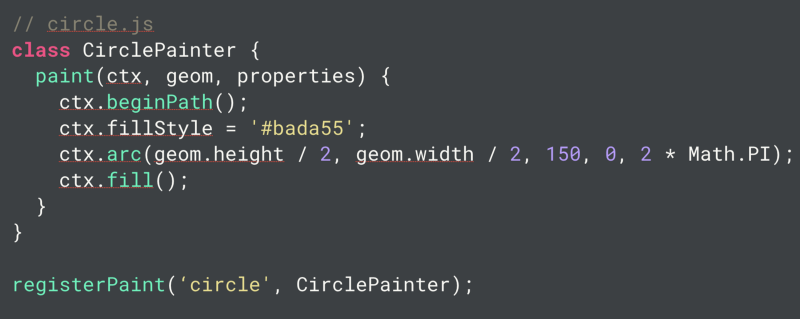 // circle.js
class CirclePainter {
  paint(ctx, geom, properties) {
    ctx.beginPath();
    ctx.fillStyle = '#bada55';
    ctx.arc(geom.height / 2, geom.width / 2, 150, 0, 2 * Math.PI);
    ctx.fill();
  }
}
registerPaint(‘circle', CirclePainter);